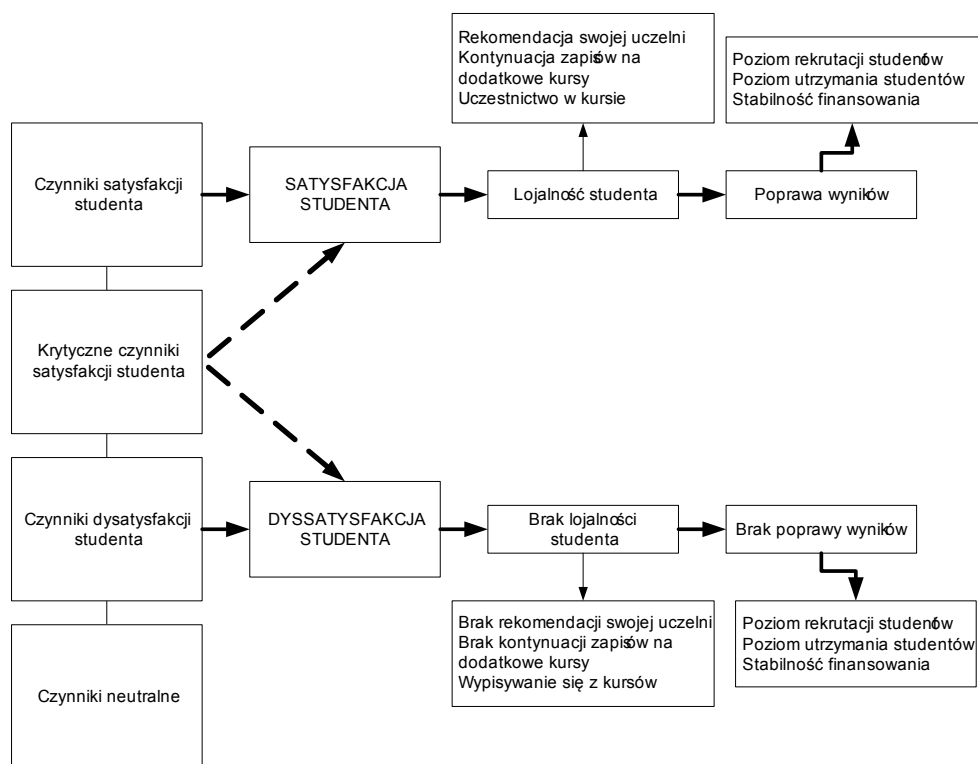 Rekomendacja swojej uczelni
Kontynuacja zapisów na
dodatkowe kursy
Uczestnictwo w kursie
Poziom rekrutacji studentów
Poziom utrzymania studentów
Stabilność finansowania
Czynniki satysfakcji
studenta
SATYSFAKCJA
STUDENTA
Lojalność studenta
Poprawa wyników
Krytyczne czynniki
satysfakcji studenta
Czynniki dysatysfakcji
studenta
DYSSATYSFAKCJA
STUDENTA
Brak lojalności
studenta
Brak poprawy wyników
Brak rekomendacji swojej uczelni
Brak kontynuacji zapisów na
dodatkowe kursy
Wypisywanie się z kursów
Poziom rekrutacji studentów
Poziom utrzymania studentów
Stabilność finansowania
Czynniki neutralne